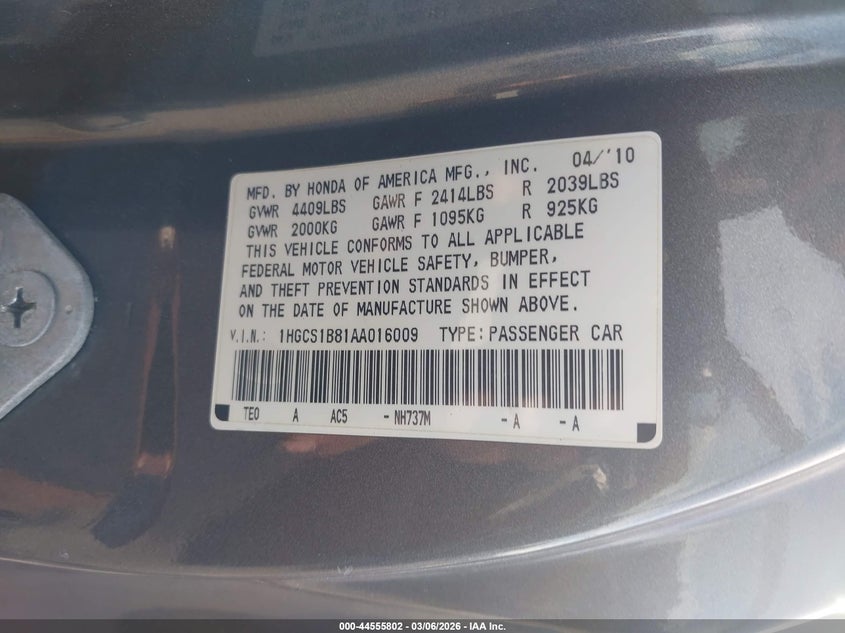 MFD. BY HONDA OF AMERICA MFG., INC. 04/'10
GVWR 4409LBS GAWR F 2414LBS R 2039LBS
GVWR 2000KG GAWR F 1095KG R 925KG
THIS VEHICLE CONFORMS TO ALL APPLICABLE
FEDERAL MOTOR VEHICLE SAFETY, BUMPER,
AND THEFT PREVENTION STANDARDS IN EFFECT
ON THE DATE OF MANUFACTURE SHOWN ABOVE.
V.I.N.: 1HGCS1B81AA016009 TYPE: PASSENGER CAR
TE0 A AC5 - NH737M - A - A
000-44555802 - 03/06/2026 - IAA Inc.